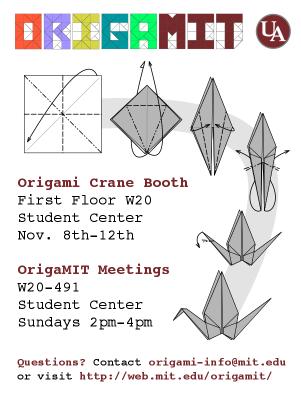 ORIGAMIT
UA
Origami Crane Booth
First Floor W20
Student Center
Nov. 8th-12th
OrigaMIT Meetings
W20-491
Student Center
Sundays 2pm-4pm
Questions? Contact origami-info@mit.edu
or visit http://web.mit.edu/origamit/